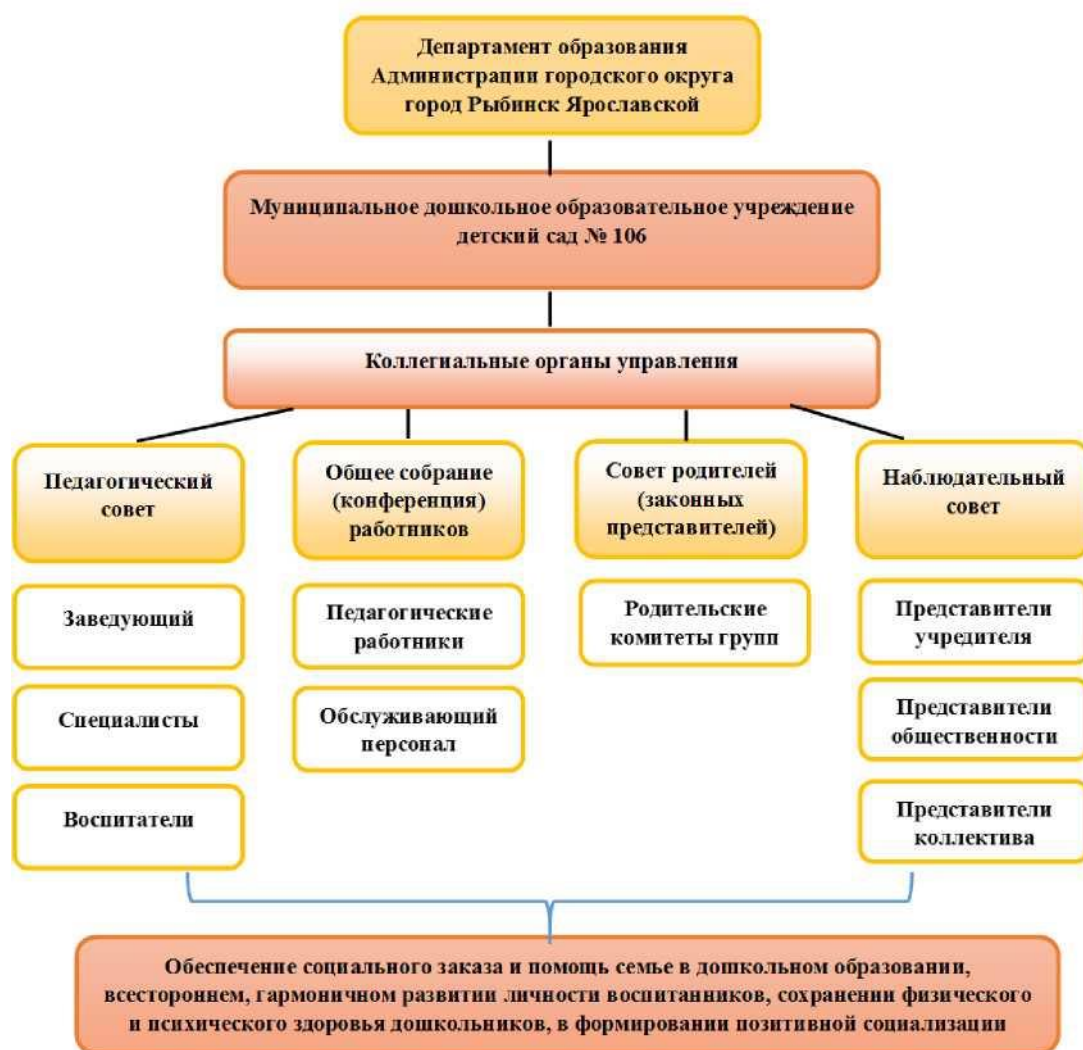 Департамент образования
Администрации городского округа
город Рыбинск Ярославской
Муниципальное дошкольное образовательное учреждение
детский сад № 106
Коллегиальные органы управления
Педагогический
совет
Заведующий
Специалисты
Воспитатели
Общее собрание
(конференция)
работников
Педагогические
работники
Обслуживающий
персонал
Совет родителей
(законных
представителей)
Родительские
комитеты групп
Наблюдательный
совет
Представители
учредителя
Представители
общественности
Представители
коллектива
Обеспечение социального заказа и помощь семье в дошкольном образовании,
всестороннем, гармоничном развитии личности воспитанников, сохранении физического
и психического здоровья дошкольников, в формировании позитивной социализации